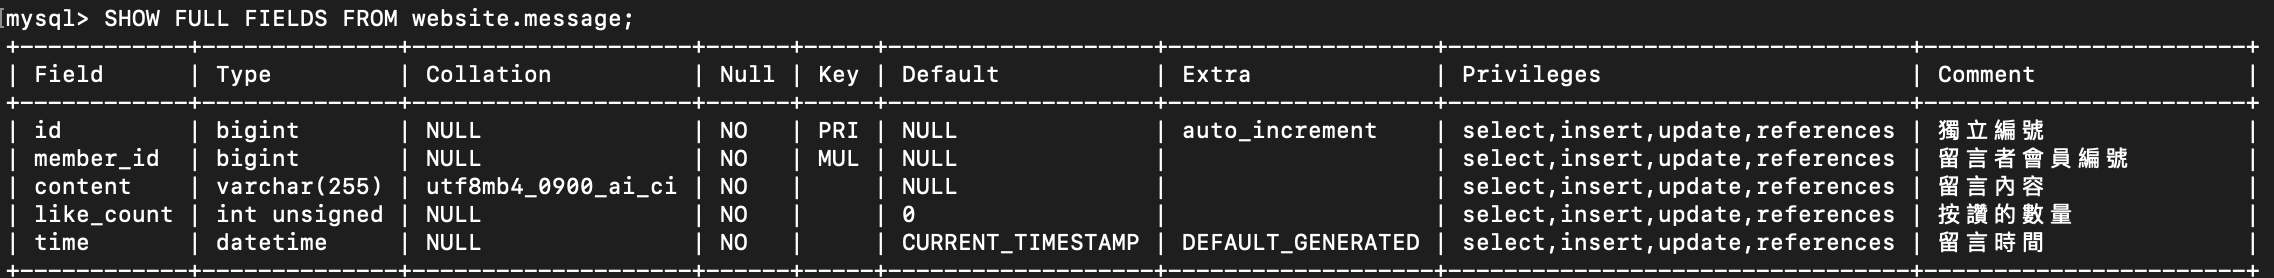 mysql> SHOW FULL FIELDS FROM website.message;
+------------+--------------+--------------------+------+-----+-------------------+-------------------+---------------------------------+-----------------------+
| Field      | Type         | Collation          | Null | Key | Default           | Extra             | Privileges                      | Comment               |
+------------+--------------+--------------------+------+-----+-------------------+-------------------+---------------------------------+-----------------------+
| id         | bigint       | NULL               | NO   | PRI | NULL              | auto_increment    | select,insert,update,references | 獨立編號              |
| member_id  | bigint       | NULL               | NO   | MUL | NULL              |                   | select,insert,update,references | 留言者會員編號        |
| content    | varchar(255) | utf8mb4_0900_ai_ci | NO   |     | NULL              |                   | select,insert,update,references | 留言內容              |
| like_count | int unsigned | NULL               | NO   |     | 0                 |                   | select,insert,update,references | 按讚的數量            |
| time       | datetime     | NULL               | NO   |     | CURRENT_TIMESTAMP | DEFAULT_GENERATED | select,insert,update,references | 留言時間              |
+------------+--------------+--------------------+------+-----+-------------------+-------------------+---------------------------------+-----------------------+